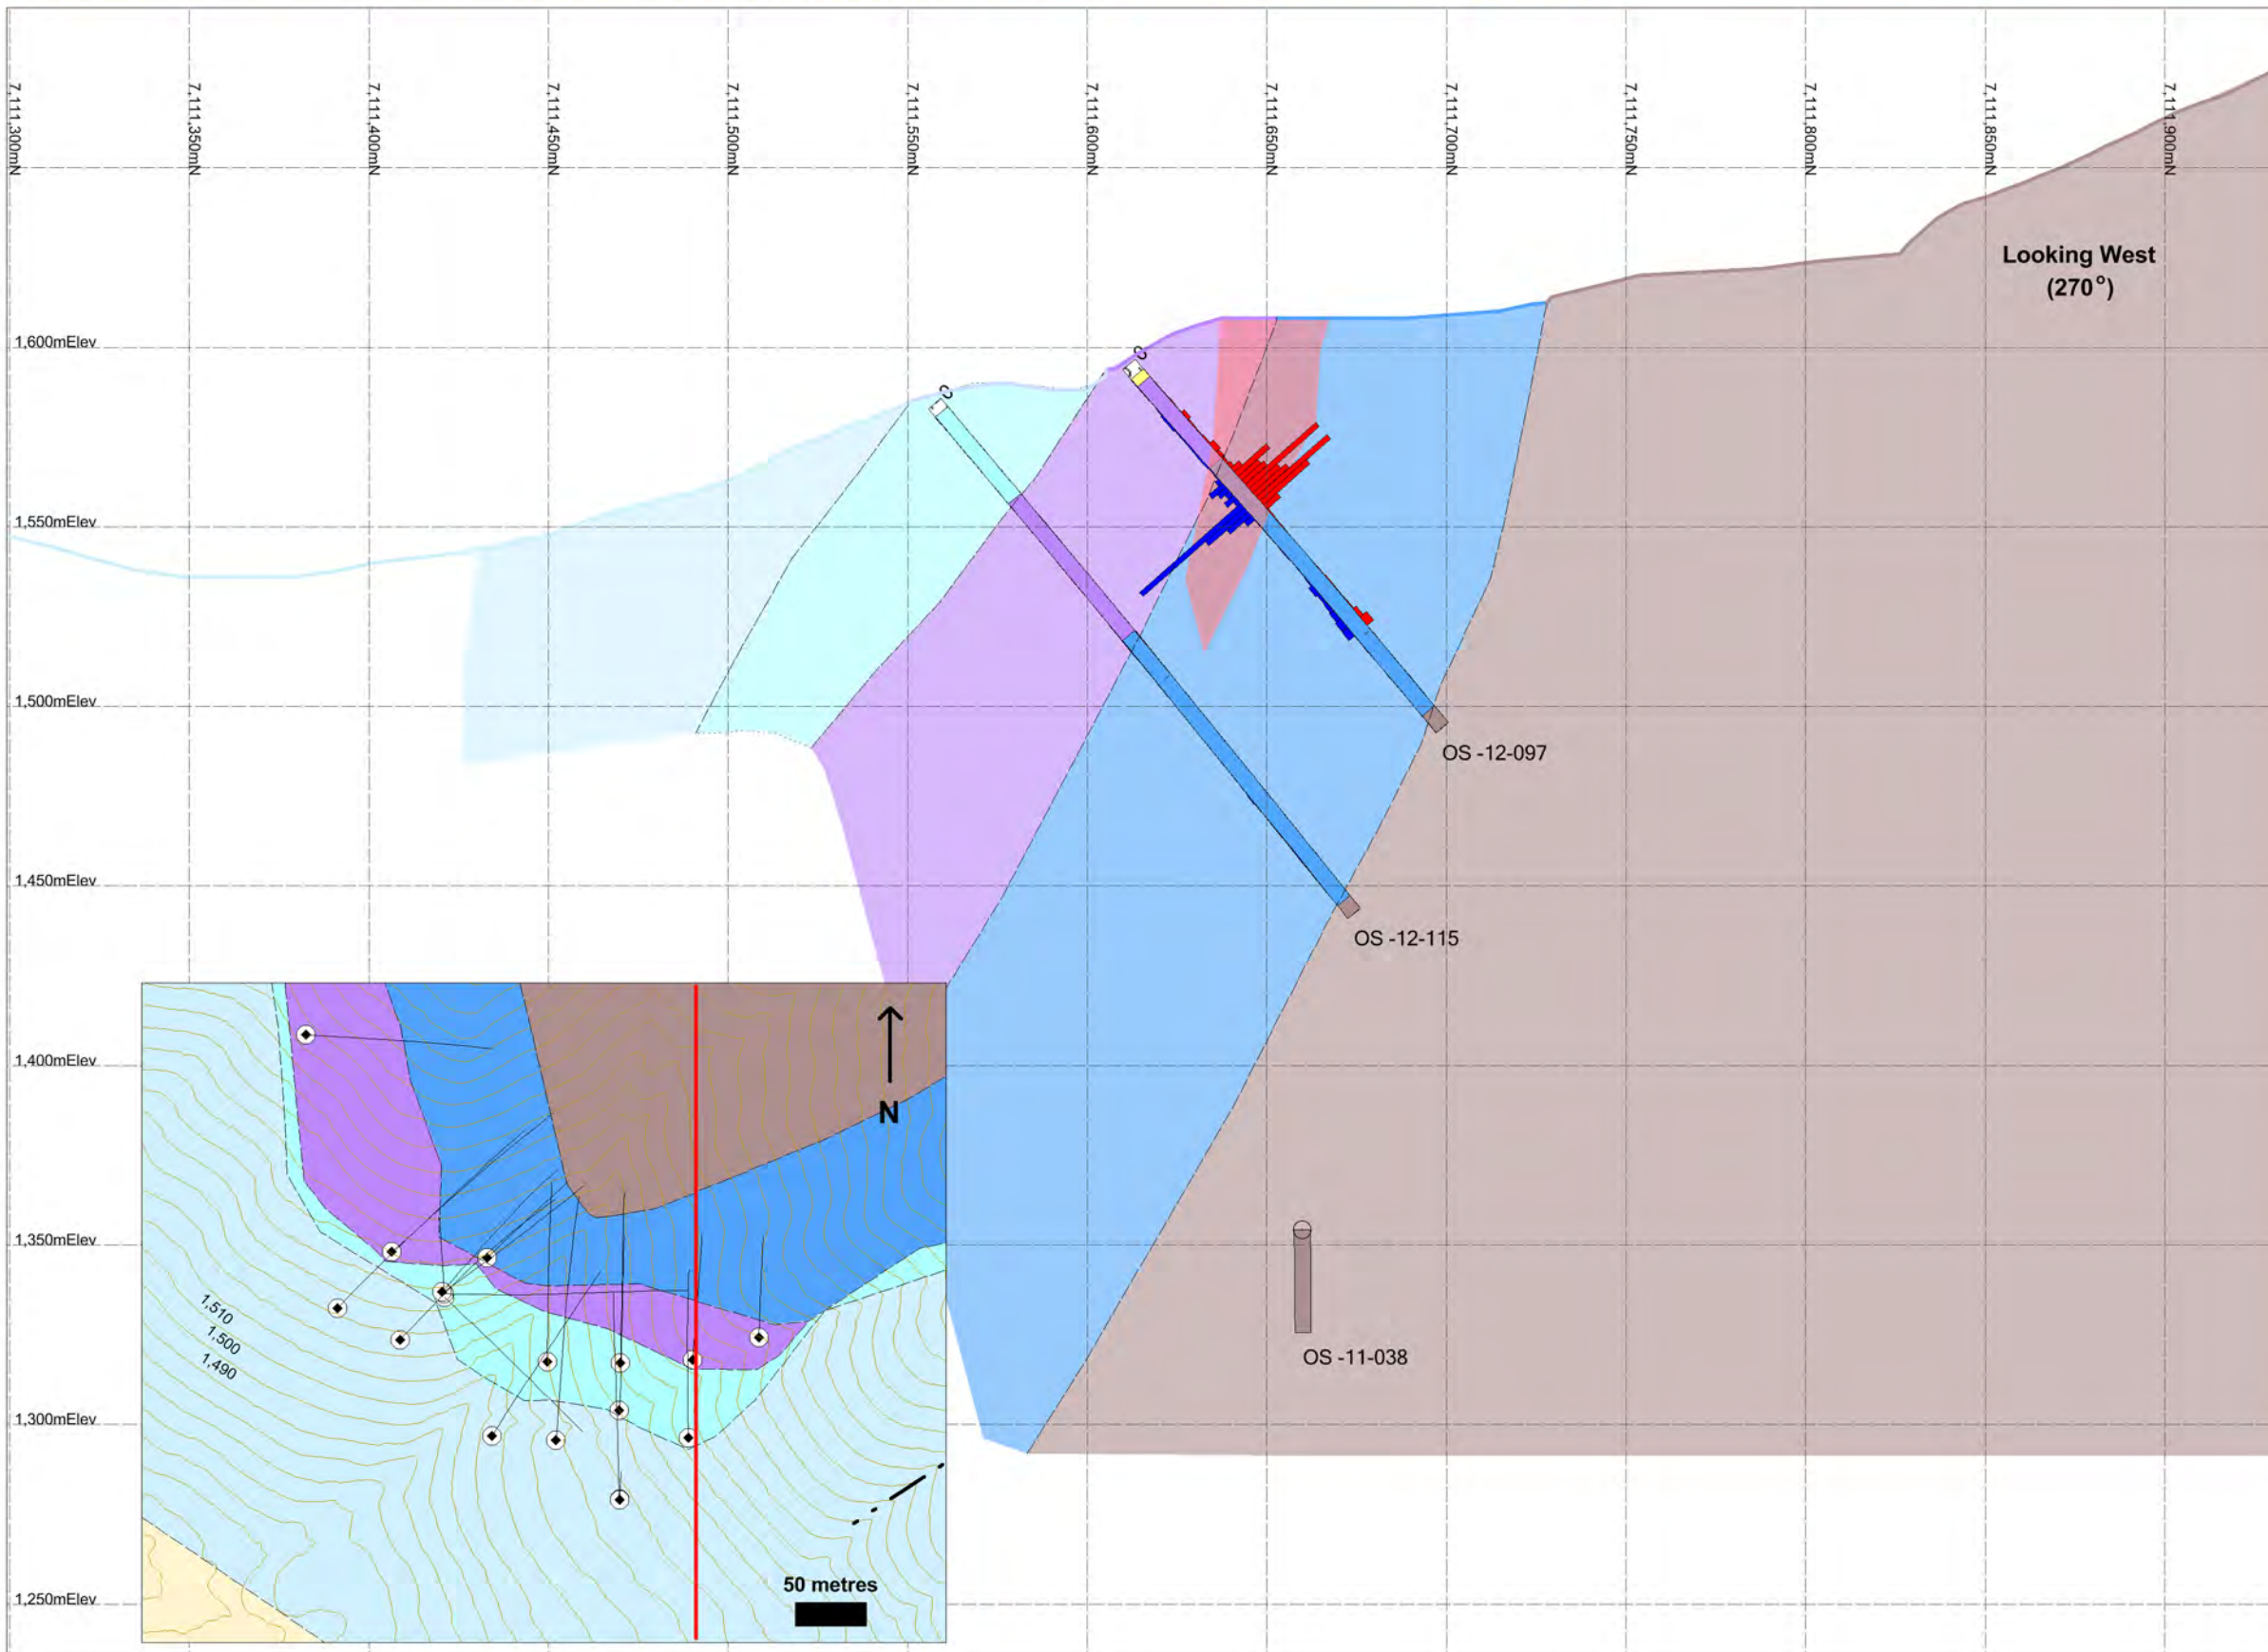 7,111,300mN
7,111,350mN
7,111,400mN
7,111,450mN
7,111,500mN
7,111,550mN
7,111,600mN
7,111,650mN
7,111,700mN
7,111,750mN
7,111,800mN
7,111,850mN
7,111,900mN
Looking West
(270°)
1,600mElev
1,550mElev
1,500mElev
1,450mElev
1,400mElev
1,350mElev
1,300mElev
1,250mElev
OS -12-097
OS -12-115
OS -11-038
N
1,510
1,500
1,490
50 metres